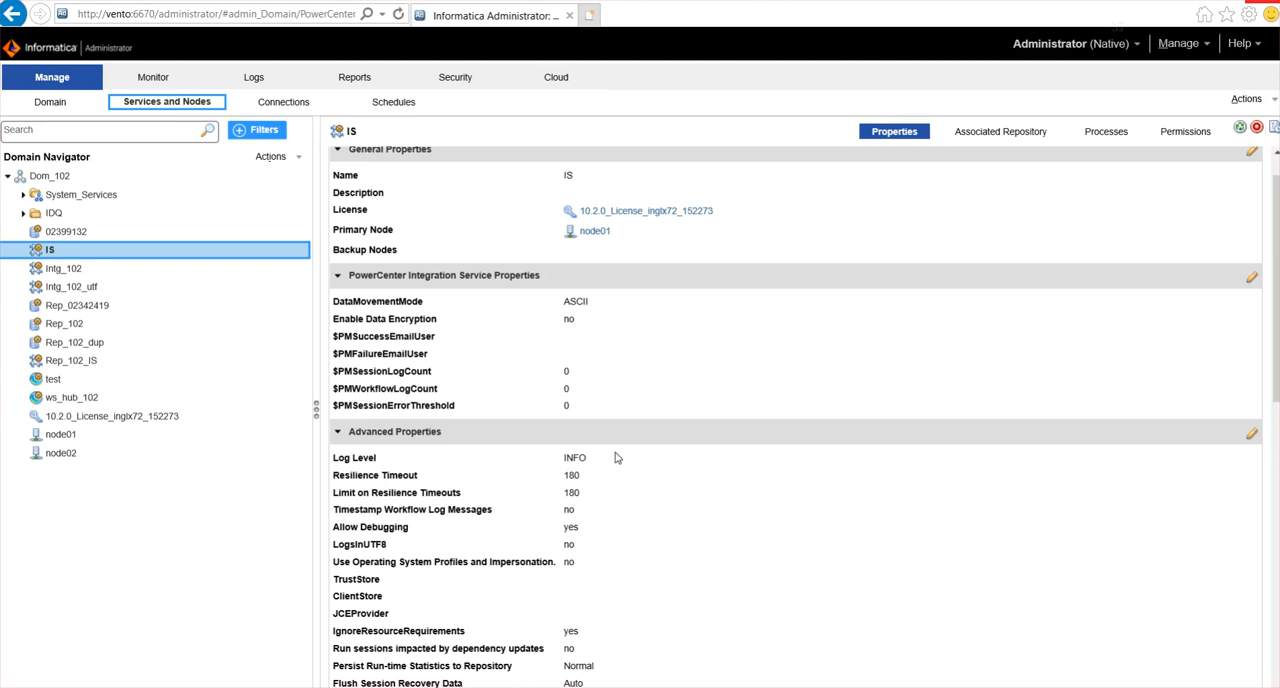 http://vento:6670/administrator/#admin_Domain/PowerCenter
Informatica Administrator: ...
Informatica Administrator
Administrator (Native) Manage Help
Manage Monitor Logs Reports Security Cloud
Domain Services and Nodes Connections Schedules Actions
Search Filters
IS Properties Associated Repository Processes Permissions
Domain Navigator Actions
Dom_102
System_Services
IDQ
02399132
IS
Intg_102
Intg_102_utf
Rep_02342419
Rep_102
Rep_102_dup
Rep_102_IS
test
ws_hub_102
10.2.0_License_inglx72_152273
node01
node02
General Properties
Name IS
Description
License 10.2.0_License_inglx72_152273
Primary Node node01
Backup Nodes
PowerCenter Integration Service Properties
DataMovementMode ASCII
Enable Data Encryption no
$PMSuccessEmailUser
$PMFailureEmailUser
$PMSessionLogCount 0
$PMWorkflowLogCount 0
$PMSessionErrorThreshold 0
Advanced Properties
Log Level INFO
Resilience Timeout 180
Limit on Resilience Timeouts 180
Timestamp Workflow Log Messages no
Allow Debugging yes
LogsInUTF8 no
Use Operating System Profiles and Impersonation. no
TrustStore
ClientStore
JCEProvider
IgnoreResourceRequirements yes
Run sessions impacted by dependency updates no
Persist Run-time Statistics to Repository Normal
Flush Session Recovery Data Auto